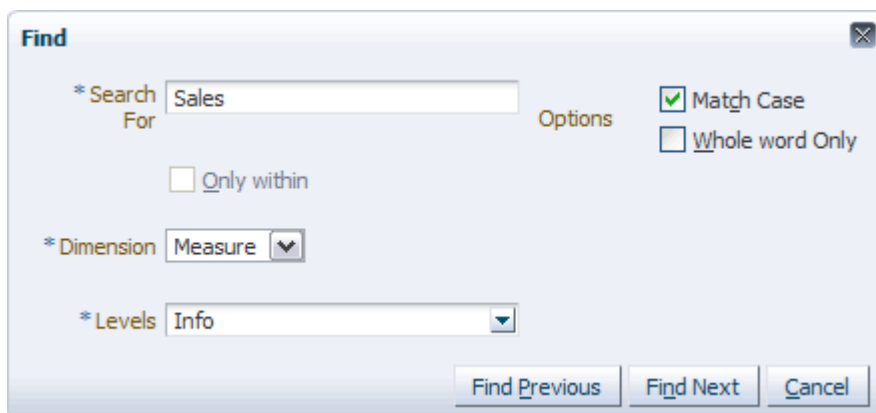 Find
* Search For
Sales
Options
Match Case
Whole word Only
Only within
* Dimension
Measure
* Levels
Info
Find Previous
Find Next
Cancel